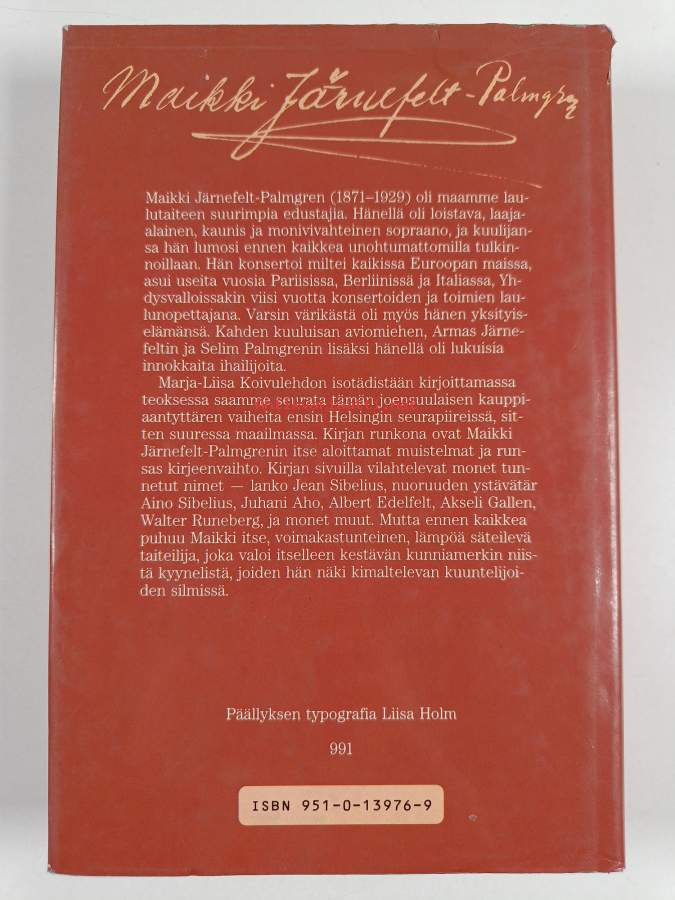 Maikki Järnefelt-Palmgren
Maikki Järnefelt-Palmgren (1871–1929) oli maamme lau-
lutaiteen suurimpia edustajia. Hänellä oli loistava, laaja-
alainen, kaunis ja monivivahteinen sopraano, ja kuulijan-
sa hän lumosi ennen kaikkea unohtumattomilla tulkin-
noillaan. Hän konsertoi miltei kaikissa Euroopan maissa,
asui useita vuosia Pariisissa, Berliinissä ja Italiassa, Yh-
dysvalloissakin viisi vuotta konsertoiden ja toimien lau-
lunopettajana. Varsin värikästä oli myös hänen yksityis-
elämänsä. Kahden kuuluisan aviomiehen, Armas Järne-
feltin ja Selim Palmgrenin lisäksi hänellä oli lukuisia
innokkaita ihailijoita.
Marja-Liisa Koivulehdon isotädistään kirjoittamassa
teoksessa saamme seurata tämän joensuulaisen kauppi-
aantyttären vaiheita ensin Helsingin seurapiireissä, sit-
ten suuressa maailmassa. Kirjan runkona ovat Maikki
Järnefelt-Palmgrenin itse aloittamat muistelmat ja run-
sas kirjeenvaihto. Kirjan sivuilla vilahtelevat monet tun-
netut nimet — lanko Jean Sibelius, nuoruuden ystävätär
Aino Sibelius, Juhani Aho, Albert Edelfelt, Akseli Gallen,
Walter Runeberg, ja monet muut. Mutta ennen kaikkea
puhuu Maikki itse, voimakastunteinen, lämpöä säteilevä
taiteilija, joka valoi itselleen kestävän kunniamerkin niis-
tä kyynelistä, joiden hän näki kimaltelevan kuuntelijoi-
den silmissä.
Päällyksen typografia Liisa Holm
991
ISBN 951-0-13976-9